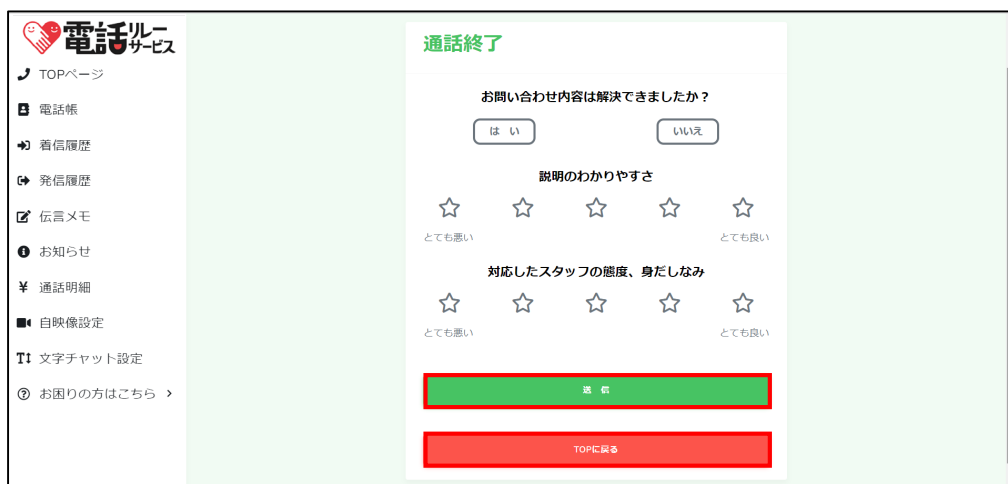 電話リレーサービス
TOPページ
電話帳
着信履歴
発信履歴
伝言メモ
お知らせ
通話明細
自映像設定
文字チャット設定
お困りの方はこちら
通話終了
お問い合わせ内容は解決できましたか？
は い
いいえ
説明のわかりやすさ
とても悪い
とても良い
対応したスタッフの態度、身だしなみ
とても悪い
とても良い
送 信
TOPに戻る